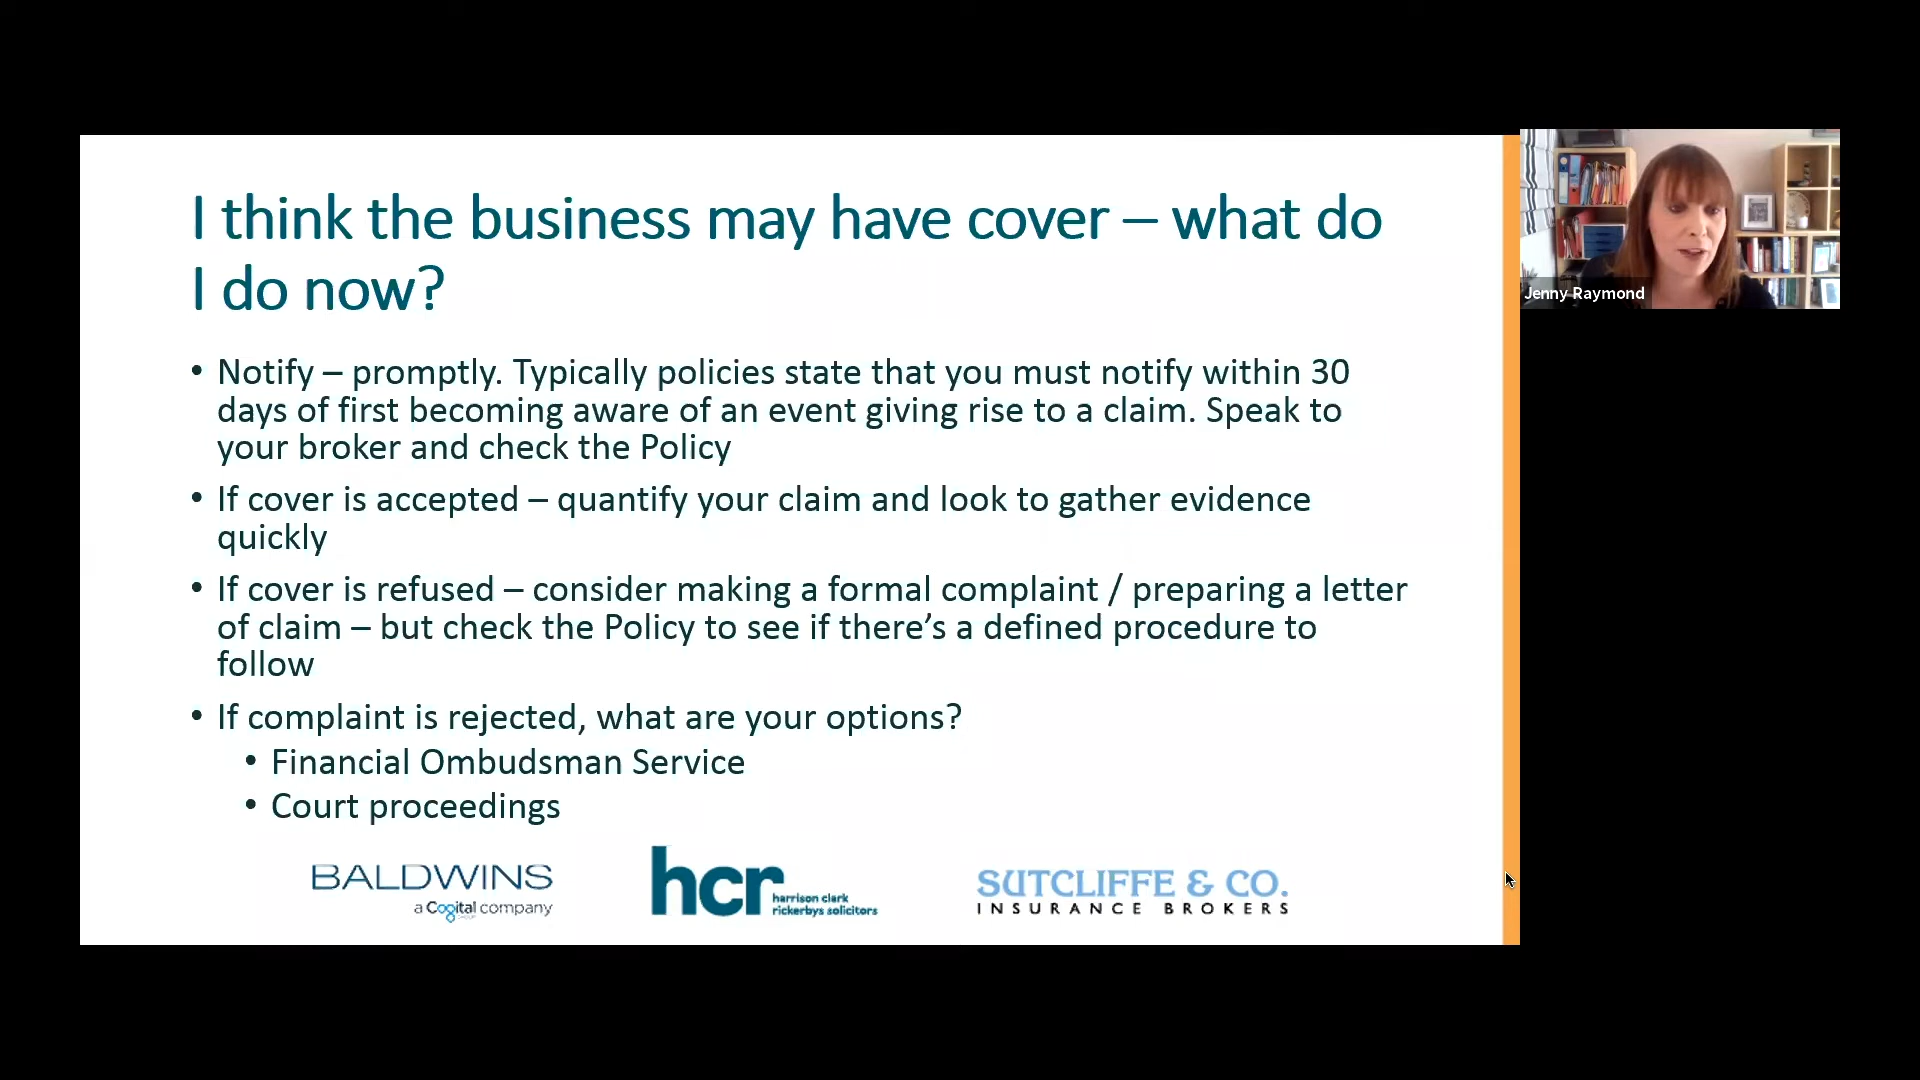 I think the business may have cover – what do
I do now?
• Notify – promptly. Typically policies state that you must notify within 30
days of first becoming aware of an event giving rise to a claim. Speak to
your broker and check the Policy
• If cover is accepted – quantify your claim and look to gather evidence
quickly
• If cover is refused – consider making a formal complaint / preparing a letter
of claim – but check the Policy to see if there’s a defined procedure to
follow
• If complaint is rejected, what are your options?
• Financial Ombudsman Service
• Court proceedings
BALDWINS
a Cogital company
hcr
harrison clark
rickerbys solicitors
SUTCLIFFE & CO.
INSURANCE BROKERS
Jenny Raymond